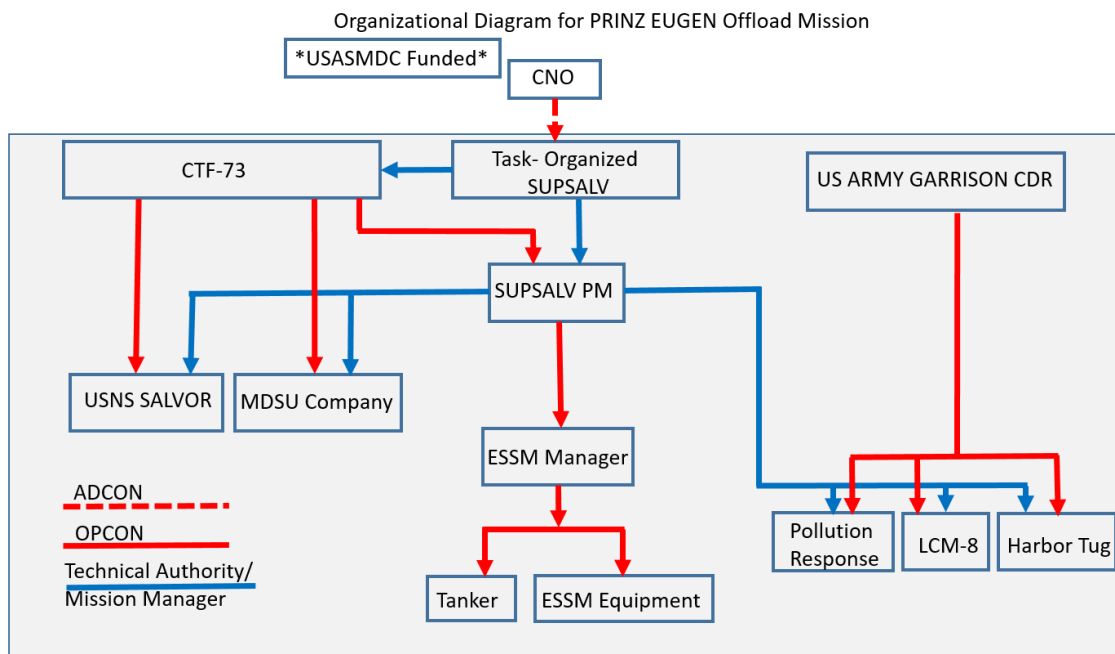 Organizational Diagram for PRINZ EUGEN Offload Mission
*USASMDC Funded*
CNO
CTF-73
Task- Organized
SUPSALV
US ARMY GARRISON CDR
SUPSALV PM
USNS SALVOR
MDSU Company
ESSM Manager
ADCON
OPCON
Technical Authority/
Mission Manager
Pollution
Response
LCM-8
Harbor Tug
Tanker
ESSM Equipment